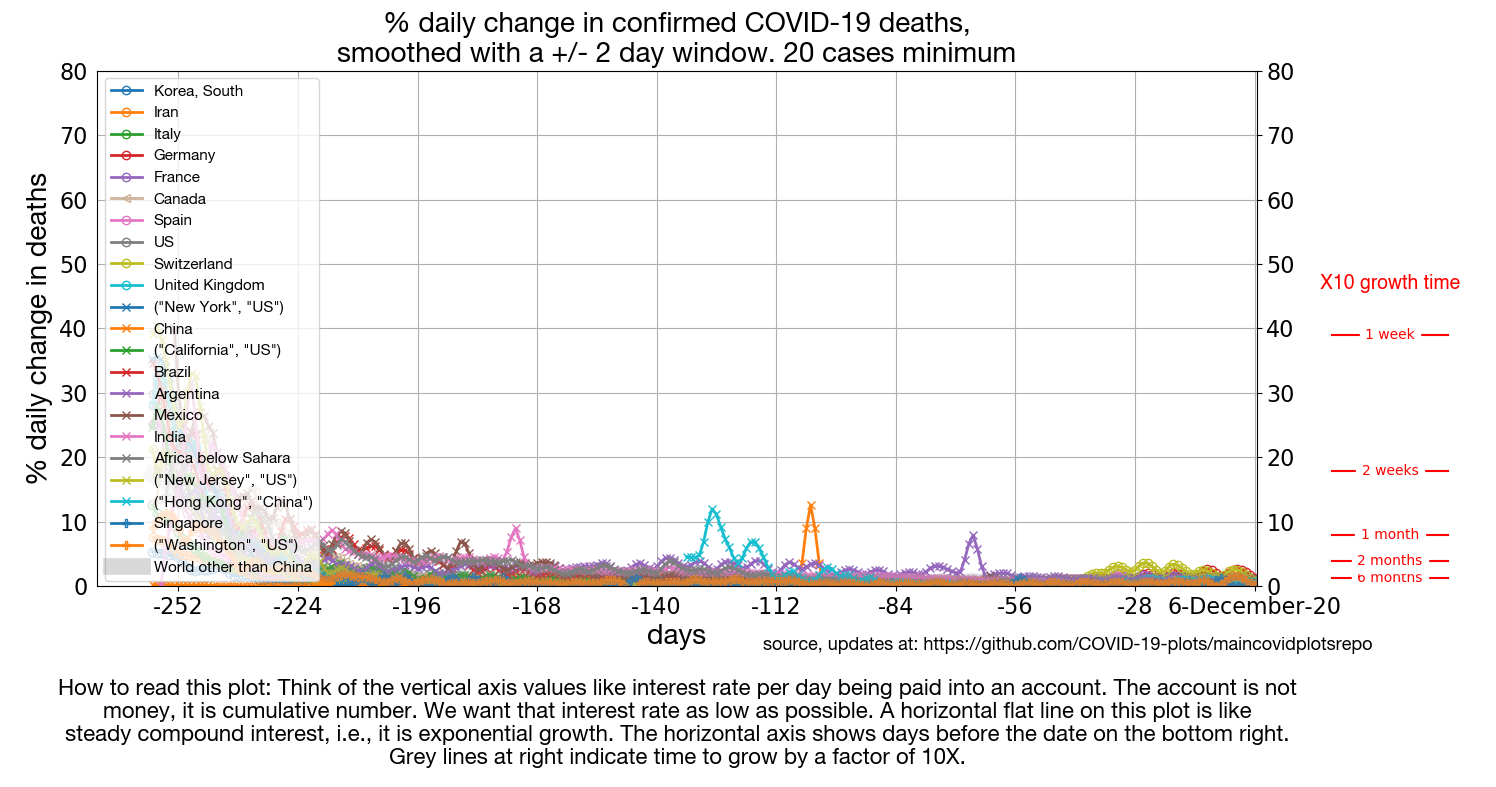 % daily change in confirmed COVID-19 deaths,
smoothed with a +/- 2 day window. 20 cases minimum
% daily change in deaths
80
70
60
50
40
30
20
10
0
Korea, South
Iran
Italy
Germany
France
Canada
Spain
US
Switzerland
United Kingdom
("New York", "US")
China
("California", "US")
Brazil
Argentina
Mexico
India
Africa below Sahara
("New Jersey", "US")
("Hong Kong", "China")
Singapore
("Washington", "US")
World other than China
80
70
60
50
40
30
20
10
0
X10 growth time
1 week
2 weeks
1 month
2 months
6 months
-252
-224
-196
-168
-140
-112
-84
-56
-28
6-December-20
days
source, updates at: https://github.com/COVID-19-plots/maincovidplotsrepo
How to read this plot: Think of the vertical axis values like interest rate per day being paid into an account. The account is not
money, it is cumulative number. We want that interest rate as low as possible. A horizontal flat line on this plot is like
steady compound interest, i.e., it is exponential growth. The horizontal axis shows days before the date on the bottom right.
Grey lines at right indicate time to grow by a factor of 10X.